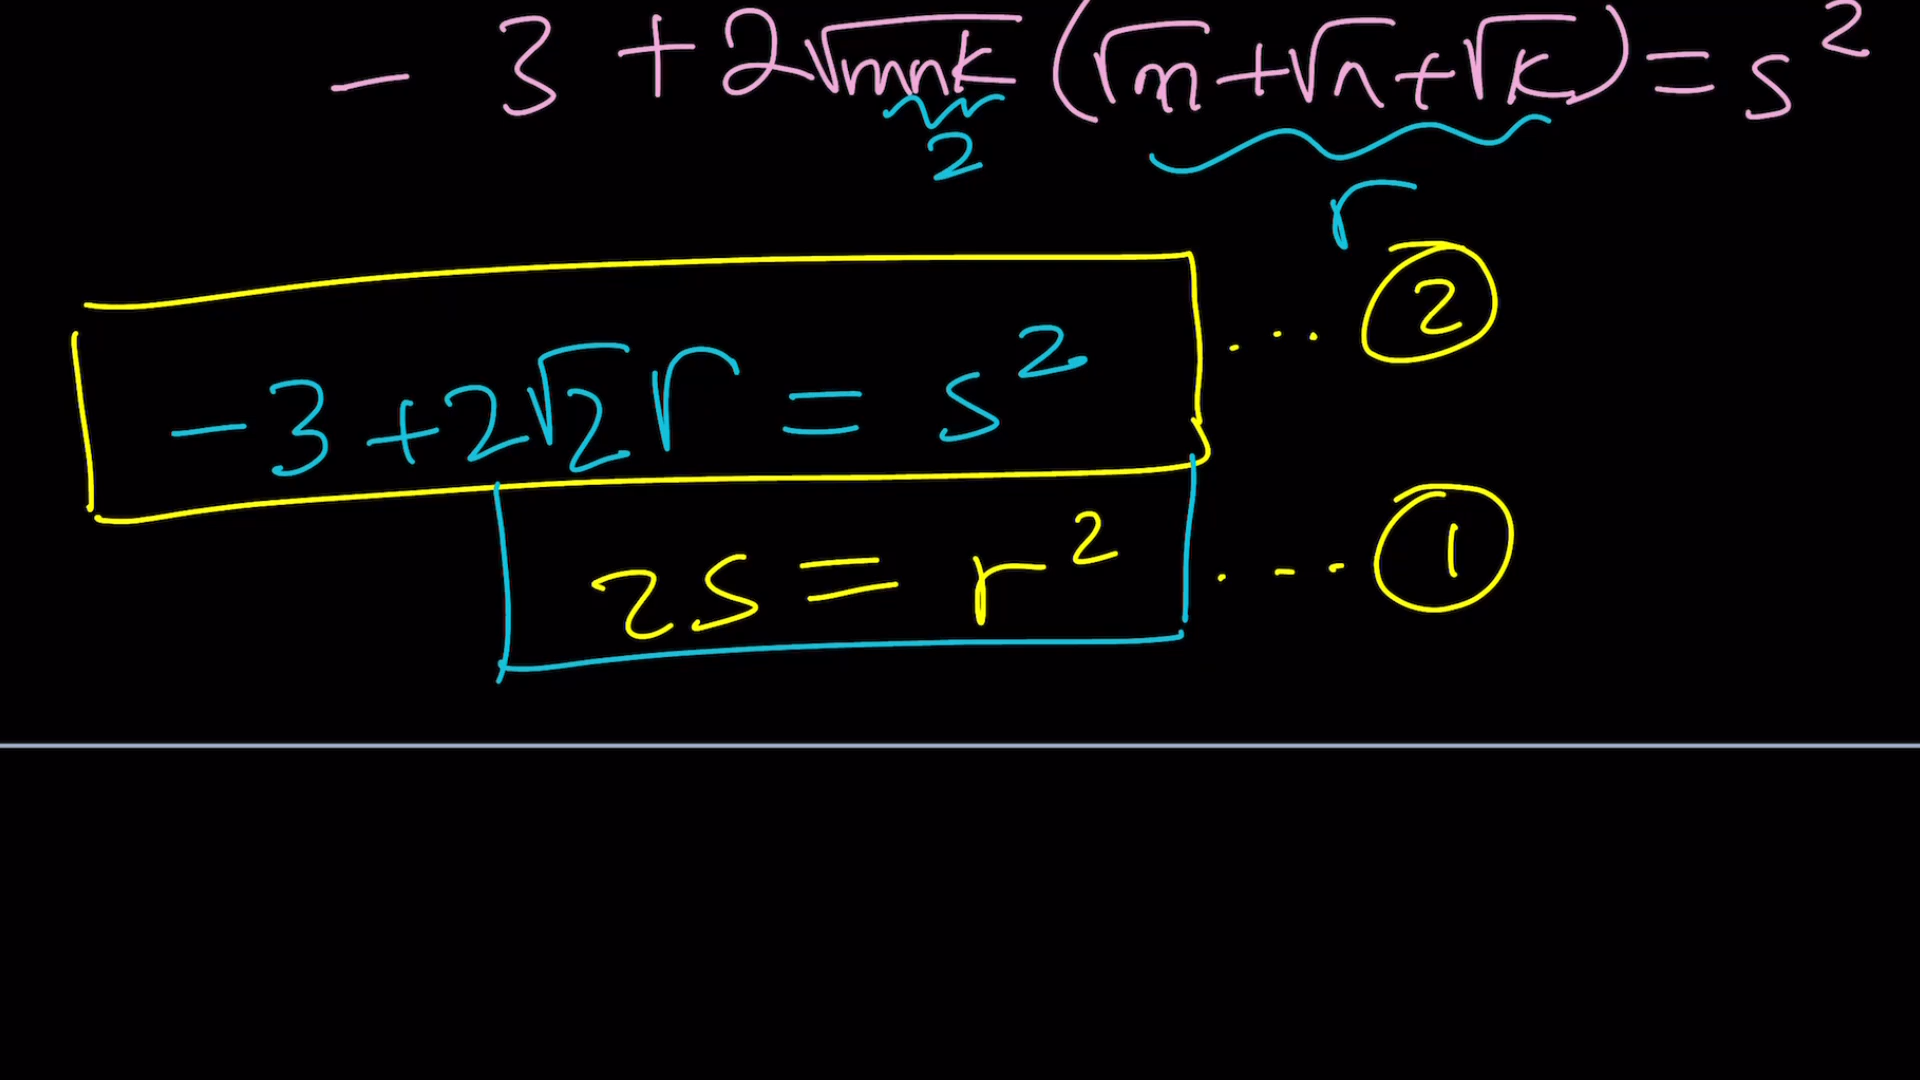 - 3 + 2√mnk (√m + √n + √k) = s²
2
r
-3 + 2√2 r = s² ... ②
2s = r² ... ①